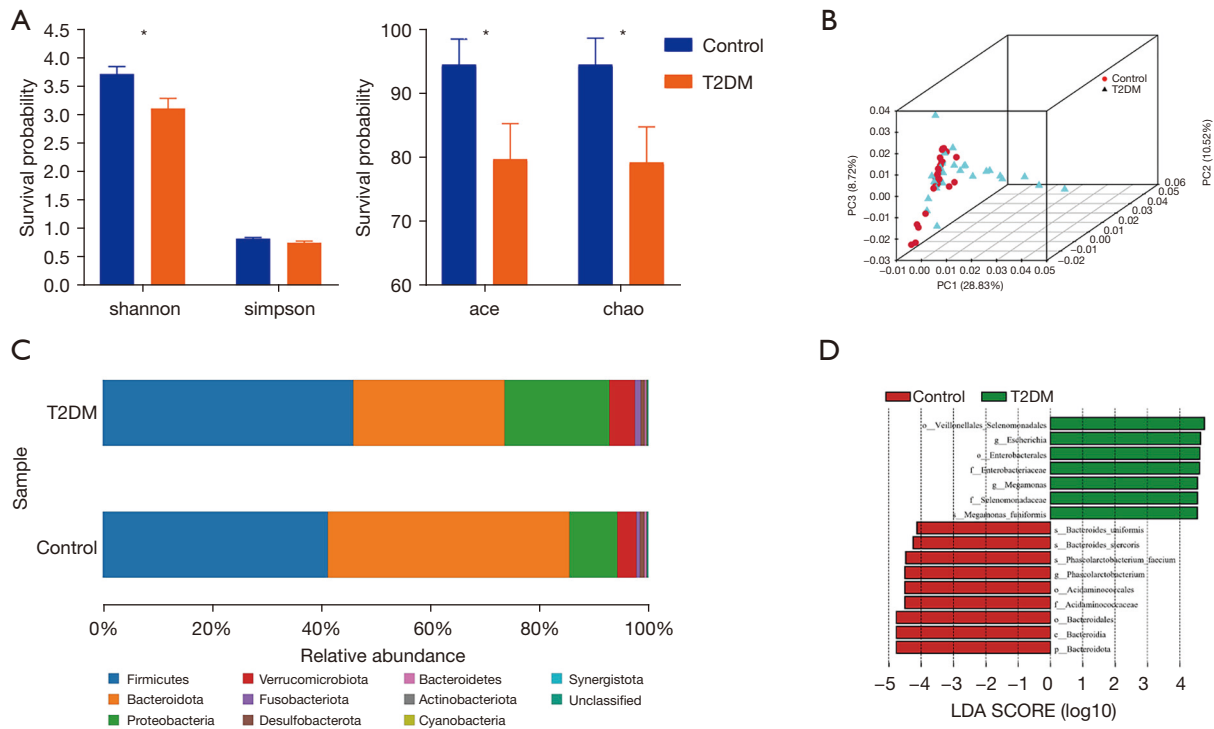 A
Survival probability
4.5
4.0
3.5
3.0
2.5
2.0
1.5
1.0
0.5
0.0
*
shannon
simpson
Survival probability
100
90
80
70
60
*
*
ace
chao
Control
T2DM
B
Control
T2DM
PC3 (8.72%)
0.04
0.03
0.02
0.01
0.00
−0.01
−0.02
−0.03
−0.01 0.00 0.01 0.02 0.03 0.04 0.05
PC1 (28.83%)
−0.02
−0.01
0.00
0.01
0.02
0.03
0.04
0.05
0.06
PC2 (10.52%)
C
Sample
T2DM
Control
0% 20% 40% 60% 80% 100%
Relative abundance
Firmicutes
Bacteroidota
Proteobacteria
Verrucomicrobiota
Fusobacteriota
Desulfobacterota
Bacteroidetes
Actinobacteriota
Cyanobacteria
Synergistota
Unclassified
D
Control T2DM
o__Veillonellales_Selenomonadales
g__Escherichia
o__Enterobacterales
f__Enterobacteriaceae
g__Megamonas
f__Selenomonadaceae
s__Megamonas_funiformis
s__Bacteroides_uniformis
s__Bacteroides_stercoris
s__Phascolarctobacterium_faecium
g__Phascolarctobacterium
o__Acidaminococcales
f__Acidaminococcaceae
o__Bacteroidales
c__Bacteroidia
p__Bacteroidota
−5 −4 −3 −2 −1 0 1 2 3 4
LDA SCORE (log10)